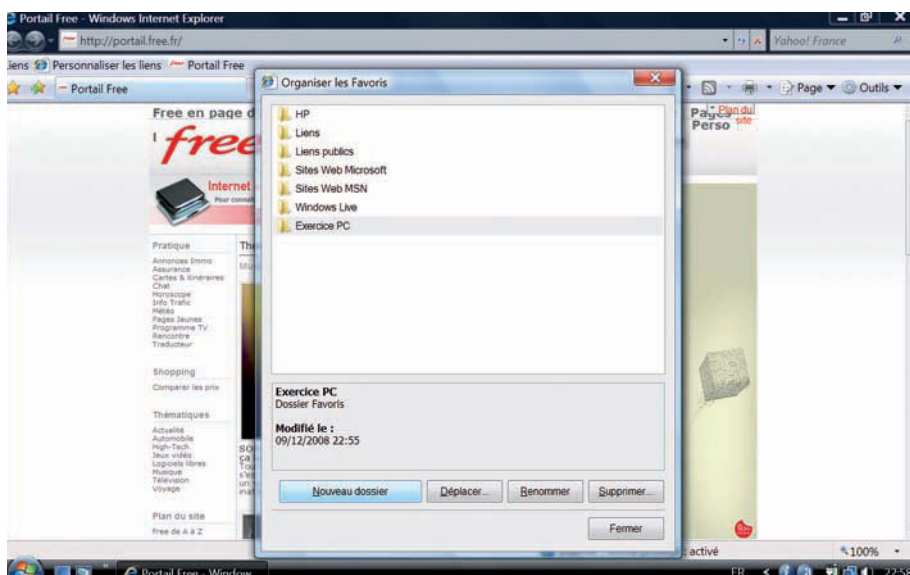 Portail Free - Windows Internet Explorer
http://portail.free.fr/
Yahoo! France
Liens Personnaliser les liens Portail Free
Portail Free
Page Outils
Free en page d
free
Internet
Pour
Pages Perso
Plan du site
Pratique
Annonces Immo
Assurance
Cartes & Itinéraires
Chat
Horoscope
Info Trafic
Météo
Pages Jaunes
Programme TV
Rencontre
Traducteur
Shopping
Comparer les prix
Thématiques
Actualité
Automobile
High-Tech
Jeux vidéo
Logiciels libres
Musique
Télévision
Voyage
Plan du site
Free de A à Z
Organiser les Favoris
HP
Liens
Liens publics
Sites Web Microsoft
Sites Web MSN
Windows Live
Exercice PC
Exercice PC
Dossier Favoris
Modifié le :
09/12/2008 22:55
Nouveau dossier Déplacer... Renommer Supprimer...
Fermer
: activé
100%
Portail Free - Window
FR
22:58